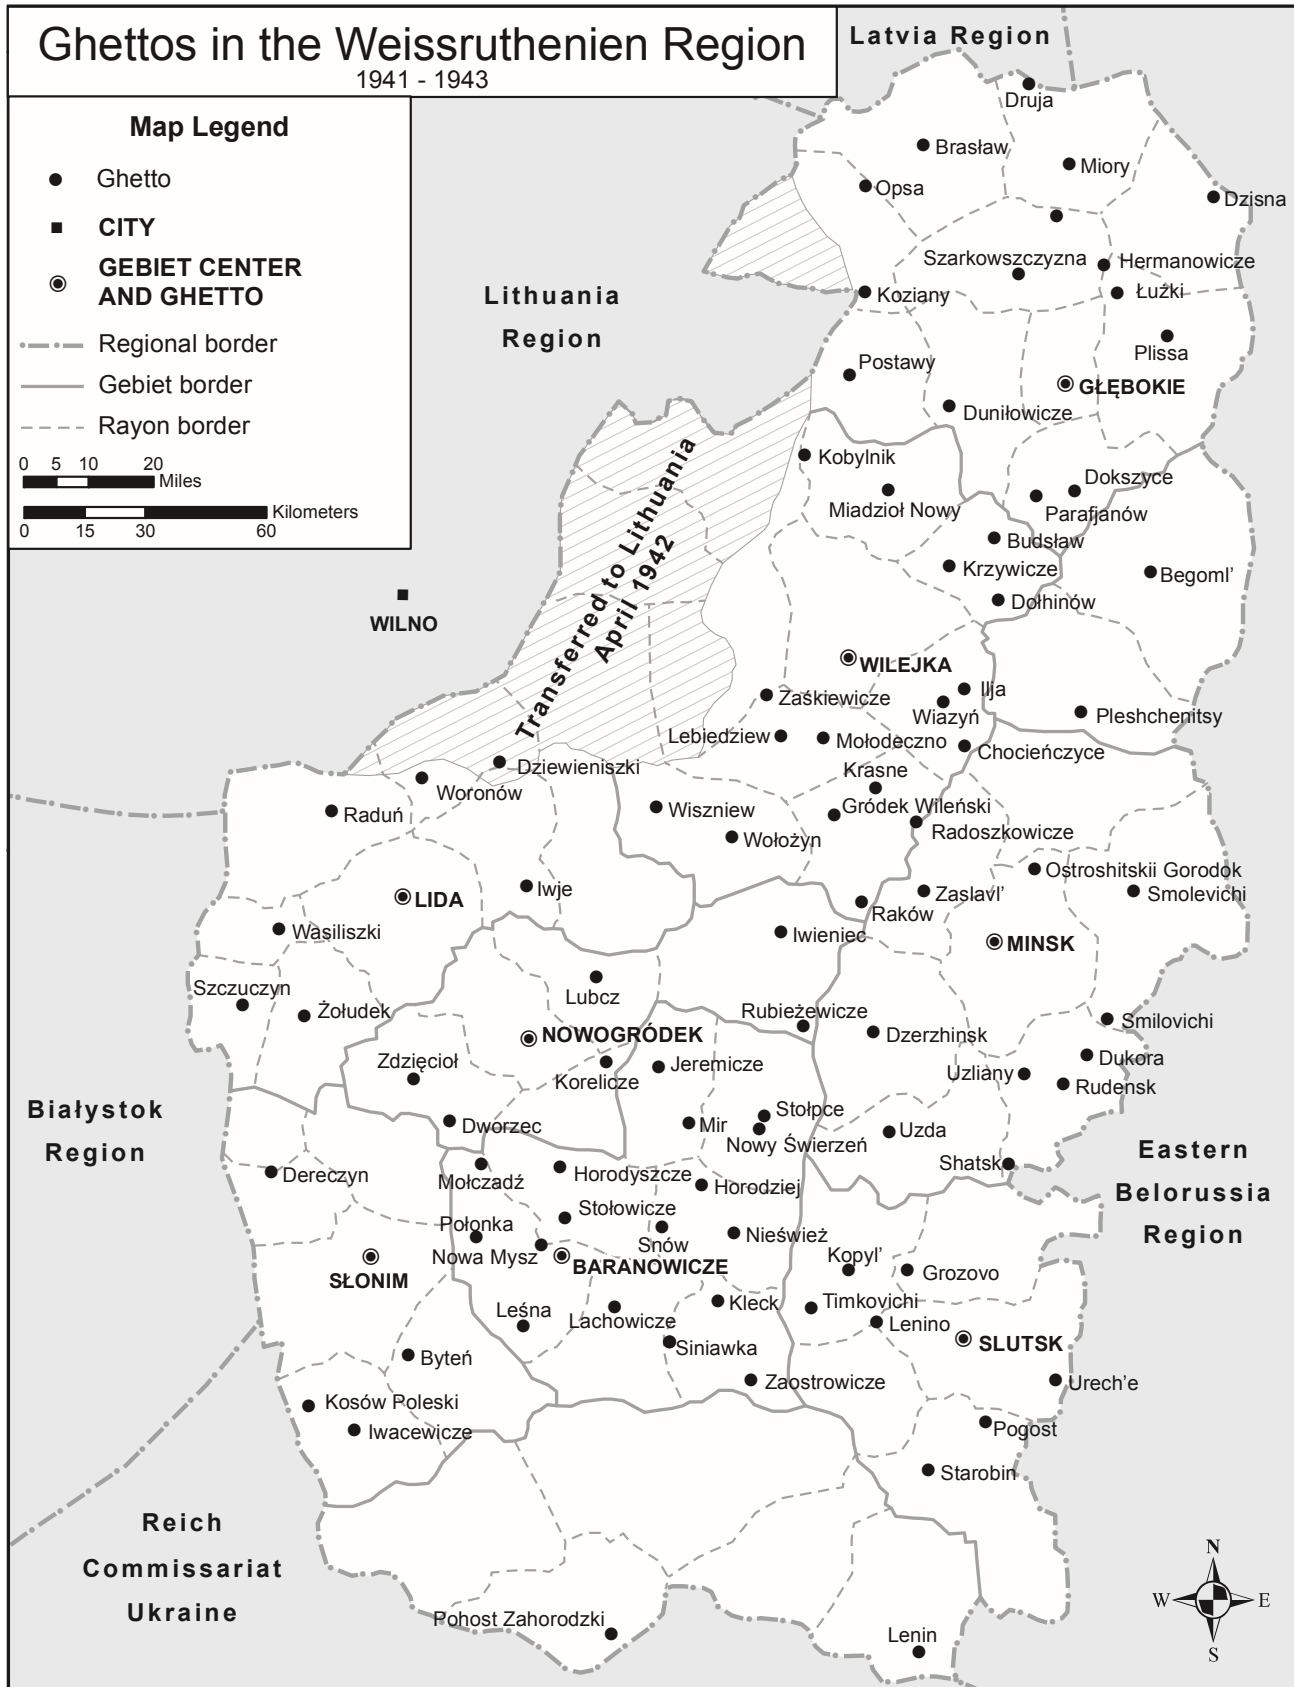 Ghettos in the Weissruthenien Region
1941 - 1943
Map Legend
Ghetto
CITY
GEBIET CENTER
AND GHETTO
Regional border
Gebiet border
Rayon border
0 5 10 20
Miles
Kilometers
0 15 30 60
Latvia Region
Druja
Brasław
Miory
Opsa
Dzisna
Szarkowszczyzna
Hermanowicze
Łużki
Koziany
Lithuania
Region
Plissa
Postawy
GŁĘBOKIE
Duniłowicze
Kobylnik
Dokszyce
Miadzioł Nowy
Parafjanów
Transferred to Lithuania
April 1942
Budsław
Krzywicze
Begoml'
Dołhinów
WILNO
WILEJKA
Ilja
Zaśkiewicze
Wiazyń
Pleshchenitsy
Lebiedziew
Mołodeczno
Chocieńczyce
Dziewieniszki
Krasne
Woronów
Raduń
Wiszniew
Gródek Wileński
Radoszkowicze
Wołożyn
Ostroshitskii Gorodok
Iwje
Zaslavl'
Smolevichi
LIDA
Raków
Wasiliszki
Iwieniec
MINSK
Szczuczyn
Lubcz
Żołudek
Rubieżewicze
Smilovichi
NOWOGRÓDEK
Dzerzhinsk
Zdzięcioł
Jeremicze
Dukora
Korelicze
Uzliany
Rudensk
Białystok
Region
Stołpce
Dworzec
Mir
Nowy Świerzeń
Uzda
Eastern
Belorussia
Region
Shatsk
Dereczyn
Mołczadź
Horodyszcze
Horodziej
Stołowicze
Połonka
Snów
Nieśwież
Nowa Mysz
BARANOWICZE
Kopyl'
Grozovo
SŁONIM
Leśna
Lachowicze
Kleck
Timkovichi
Lenino
SLUTSK
Siniawka
Byteń
Zaostrowicze
Urech'e
Kosów Poleski
Iwacewicze
Pogost
Starobin
Reich
Commissariat
Ukraine
Pohost Zahorodzki
Lenin
N
W
E
S